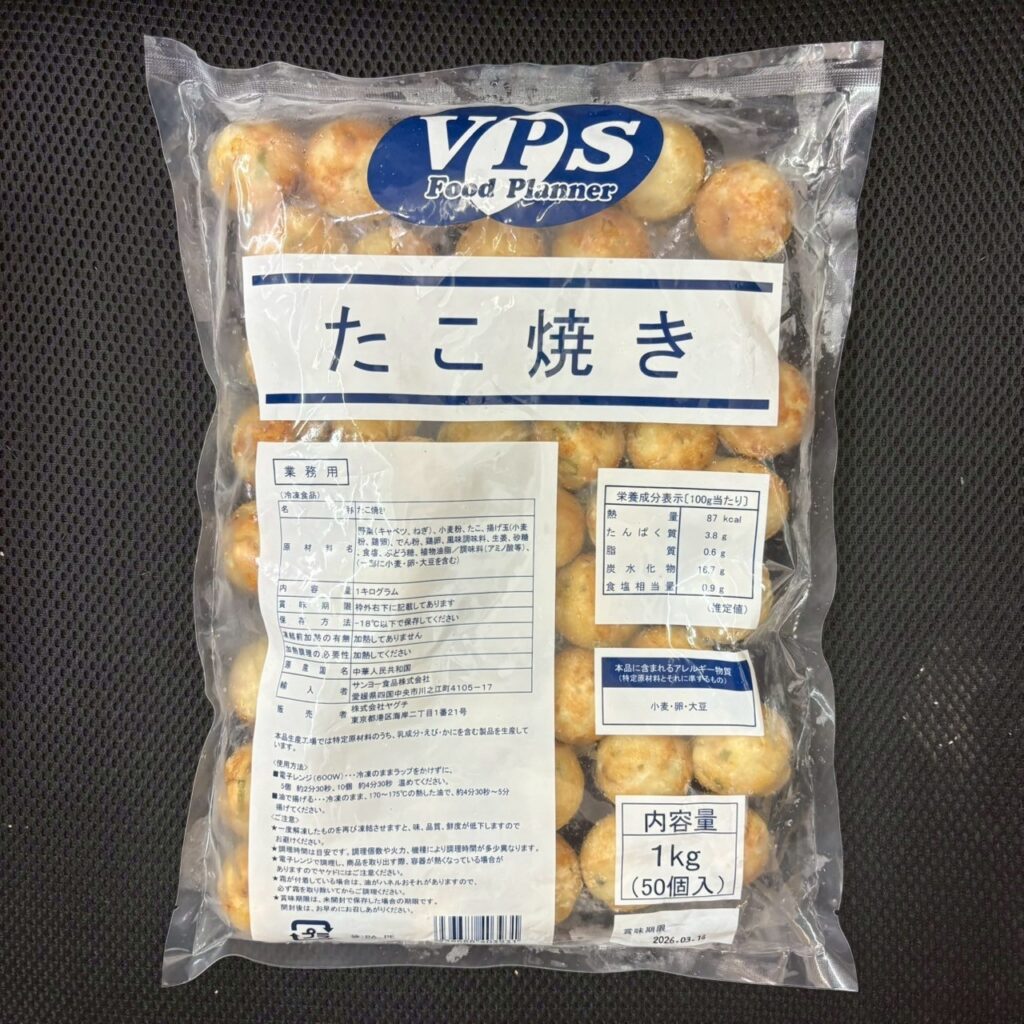 VPS
Food Planner
たこ焼き
業務用
(冷凍食品)
名 称 たこ焼き
原材料名 野菜(キャベツ、ねぎ)、小麦粉、たこ、揚げ玉(小麦
粉、鶏卵)、でん粉、鶏卵、風味調味料、生姜、砂糖
、食塩、ぶどう糖、植物油脂/調味料(アミノ酸等)、
(一部に小麦・卵・大豆を含む)
内容量 1キログラム
賞味期限 枠外右下に記載してあります
保存方法 -18℃以下で保存してください
凍結前加熱の有無 加熱してありません
加熱調理の必要性 加熱してください
原産国名 中華人民共和国
輸入者 サンヨー食品株式会社
愛媛県四国中央市川之江町4105-17
販売者 株式会社ヤグチ
東京都港区海岸二丁目1番21号
本品生産工場では特定原材料のうち、乳成分・えび・かにを含む製品を生産して
います。
〈使用方法〉
■電子レンジ(600W)・・・冷凍のままラップをかけずに、
5個 約2分30秒、10個 約4分30秒 温めてください。
■油で揚げる・・・冷凍のまま、170~175℃の熱した油で、約4分30秒~5分
揚げてください。
〈ご注意〉
★一度解凍したものを再び凍結させますと、味、品質、鮮度が低下しますので
お避けください。
★調理時間は目安です。調理個数や火力、機種により調理時間が多少異なります。
★電子レンジで調理し、商品を取り出す際、容器が熱くなっている場合が
ありますのでヤケドにはご注意ください。
★霜が付着している場合は、油がハネルおそれがありますので、
必ず霜を取り除いてからご調理ください。
★賞味期限は、未開封で保存した場合の期限です。
開封後は、お早めにお召しあがりください。
栄養成分表示[100g当たり]
熱量 87 kcal
たんぱく質 3.8 g
脂質 0.6 g
炭水化物 16.7 g
食塩相当量 0.9 g
(推定値)
本品に含まれるアレルギー物質
(特定原材料とそれに準ずるもの)
小麦・卵・大豆
内容量
1kg
(50個入)
賞味期限
2026.03.14